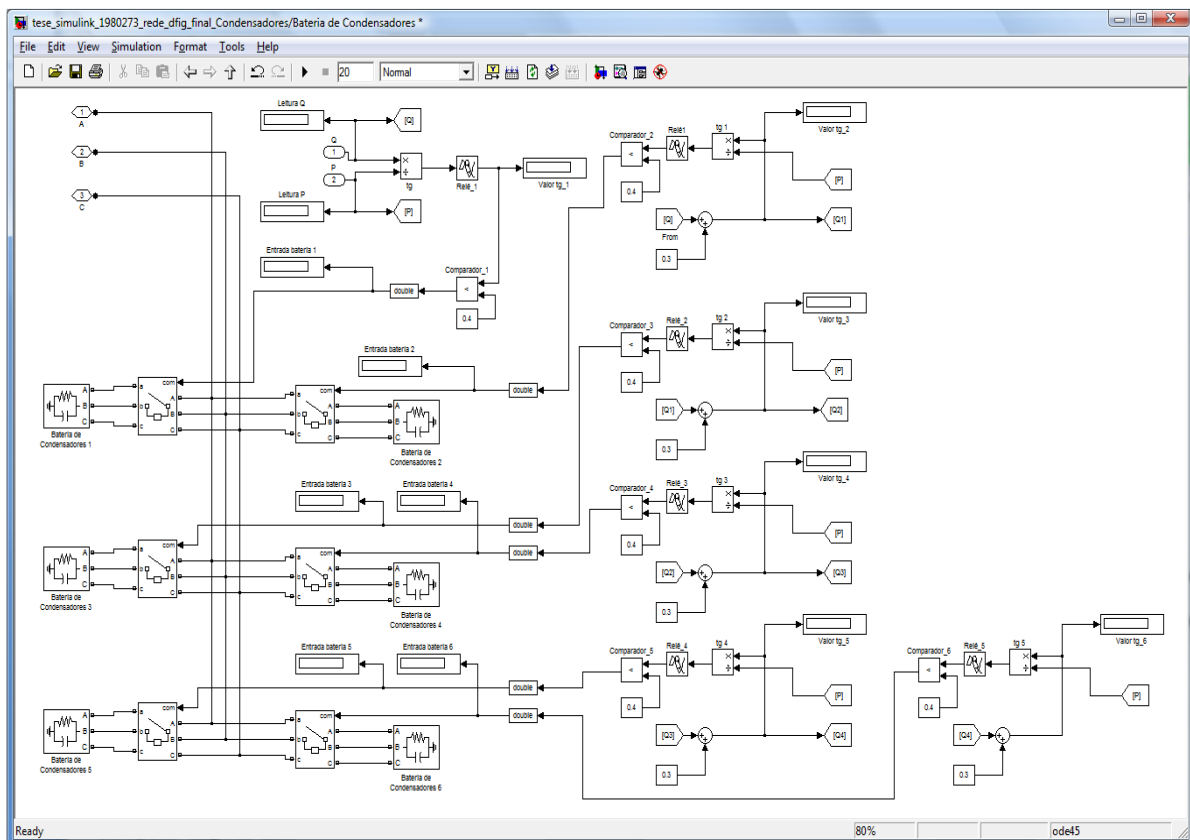 tese_simulink_1980273_rede_dfig_final_Condensadores/Bateria de Condensadores *
File Edit View Simulation Format Tools Help
20 Normal
1
A
2
B
3
C
Leitura Q
[Q]
Q
1
P
2
×
÷
tg
Relé_1
Valor tg_1
Leitura P
[P]
Entrada bateria 1
double
Comparador_1
<
0.4
Entrada bateria 2
double
Comparador_2
<
0.4
Relé1
tg 1
×
÷
Valor tg_2
[P]
[Q]
From
0.3
[Q1]
Comparador_3
<
0.4
Relé_2
tg 2
×
÷
Valor tg_3
[P]
[Q1]
0.3
[Q2]
A
B
C
Bateria de
Condensadores 1
a
b
c
com
A
B
C
a
b
c
com
A
B
C
A
B
C
Bateria de
Condensadores 2
Entrada bateria 3
Entrada bateria 4
double
double
Comparador_4
<
0.4
Relé_3
tg 3
×
÷
Valor tg_4
[P]
[Q2]
0.3
[Q3]
A
B
C
Bateria de
Condensadores 3
a
b
c
com
A
B
C
a
b
c
com
A
B
C
A
B
C
Bateria de
Condensadores 4
Entrada bateria 5
Entrada bateria 6
double
double
Comparador_5
<
0.4
Relé_4
tg 4
×
÷
Valor tg_5
[P]
[Q3]
0.3
[Q4]
Comparador_6
<
0.4
Relé_5
tg 5
×
÷
Valor tg_6
[P]
[Q4]
0.3
A
B
C
Bateria de
Condensadores 5
a
b
c
com
A
B
C
a
b
c
com
A
B
C
A
B
C
Bateria de
Condensadores 6
Ready 80% ode45